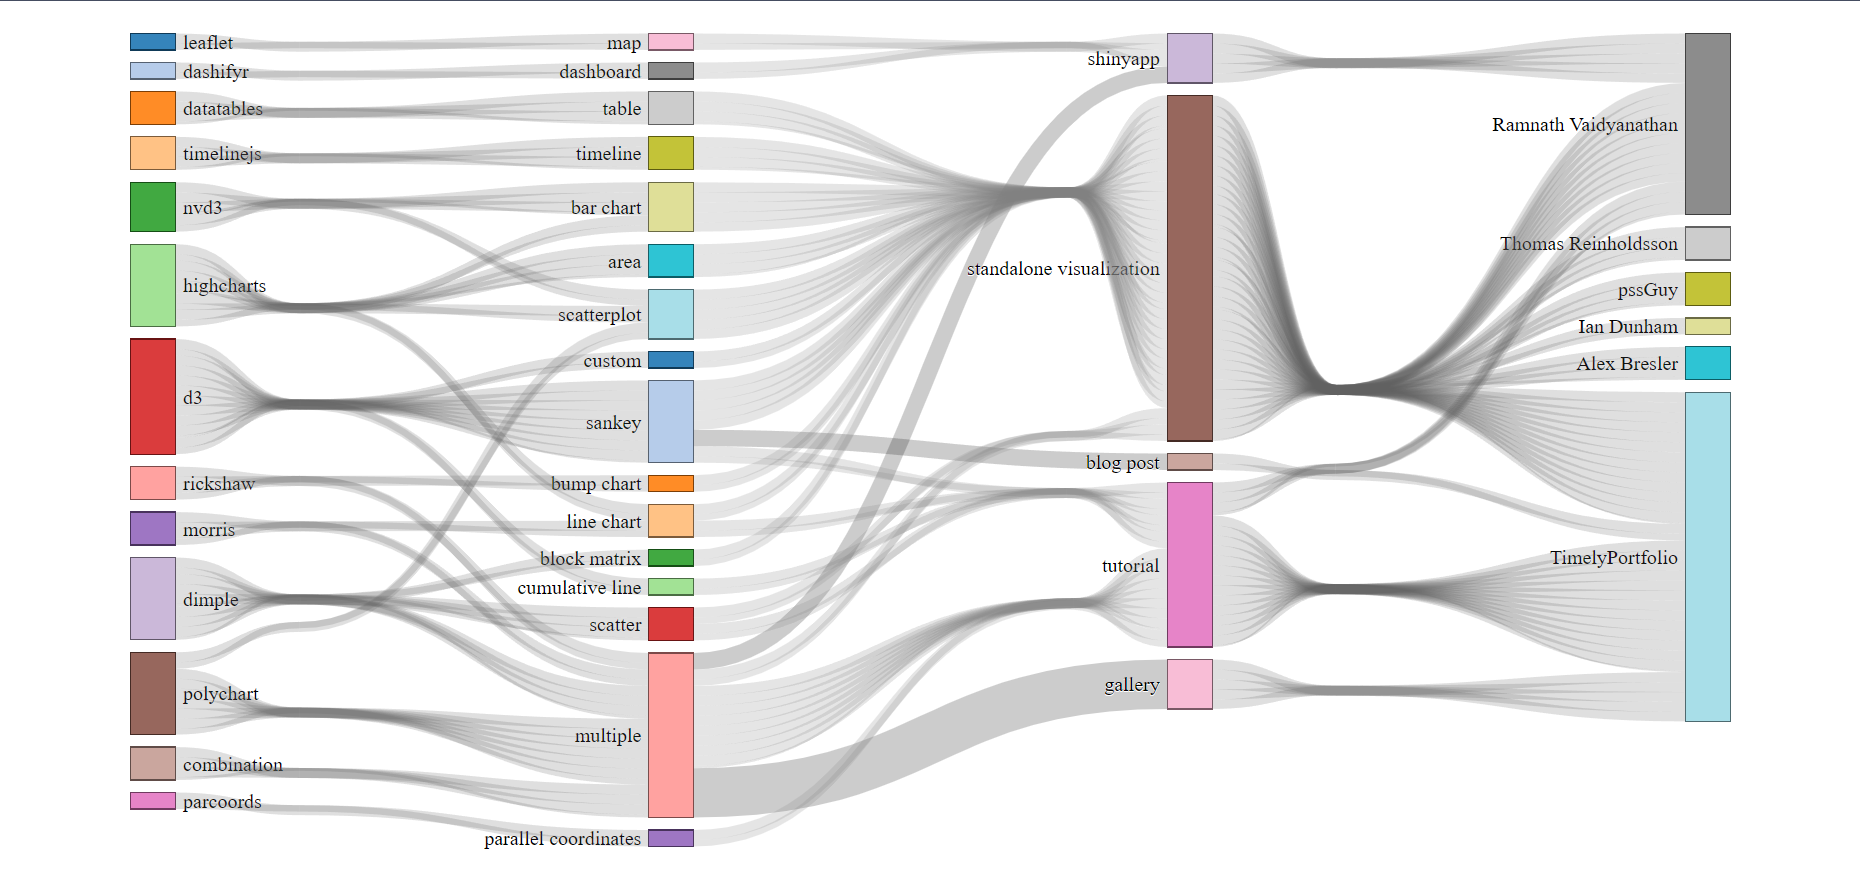 leaflet
dashifyr
datatables
timelinejs
nvd3
highcharts
d3
rickshaw
morris
dimple
polychart
combination
parcoords
map
dashboard
table
timeline
bar chart
area
scatterplot
custom
sankey
bump chart
line chart
block matrix
cumulative line
scatter
multiple
parallel coordinates
shinyapp
standalone visualization
blog post
tutorial
gallery
Ramnath Vaidyanathan
Thomas Reinholdsson
pssGuy
Ian Dunham
Alex Bresler
TimelyPortfolio